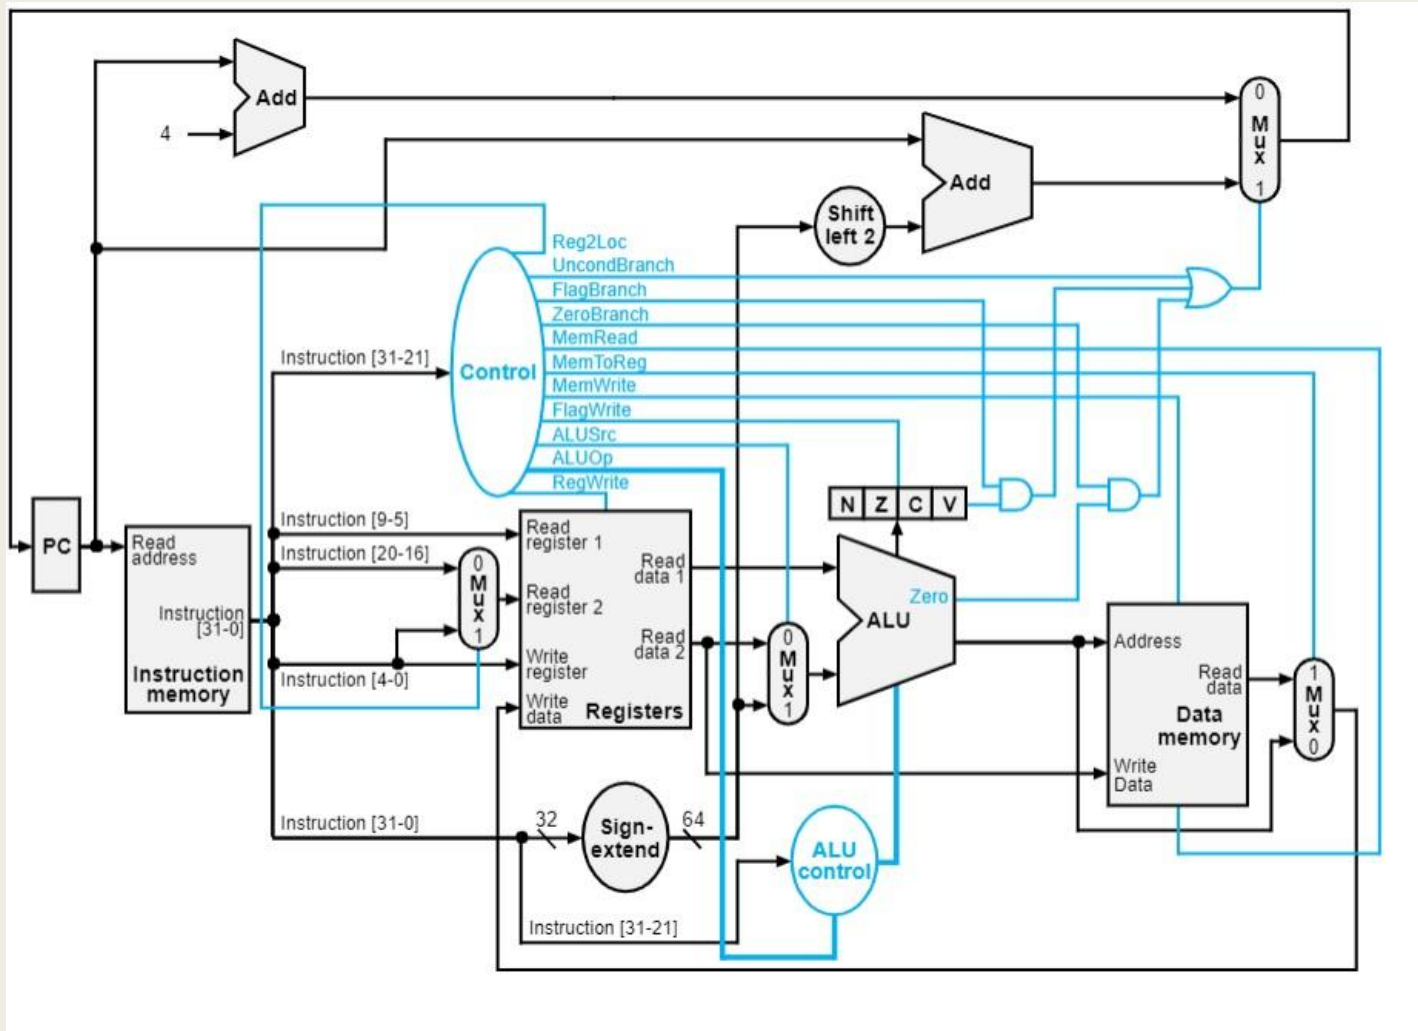 Add
4
0
M
u
x
1
Add
Shift
left 2
Reg2Loc
UncondBranch
FlagBranch
ZeroBranch
MemRead
MemToReg
MemWrite
FlagWrite
ALUSrc
ALUOp
RegWrite
Control
Instruction [31-21]
N Z C V
PC
Read
address
Instruction
[31-0]
Instruction
memory
Instruction [9-5]
Instruction [20-16]
Instruction [4-0]
0
M
u
x
1
Read
register 1
Read
register 2
Write
register
Write
data
Read
data 1
Read
data 2
Registers
0
M
u
x
1
Zero
ALU
Address
Read
data
Data
memory
Write
Data
1
M
u
x
0
Instruction [31-0]
32
Sign-
extend
64
ALU
control
Instruction [31-21]